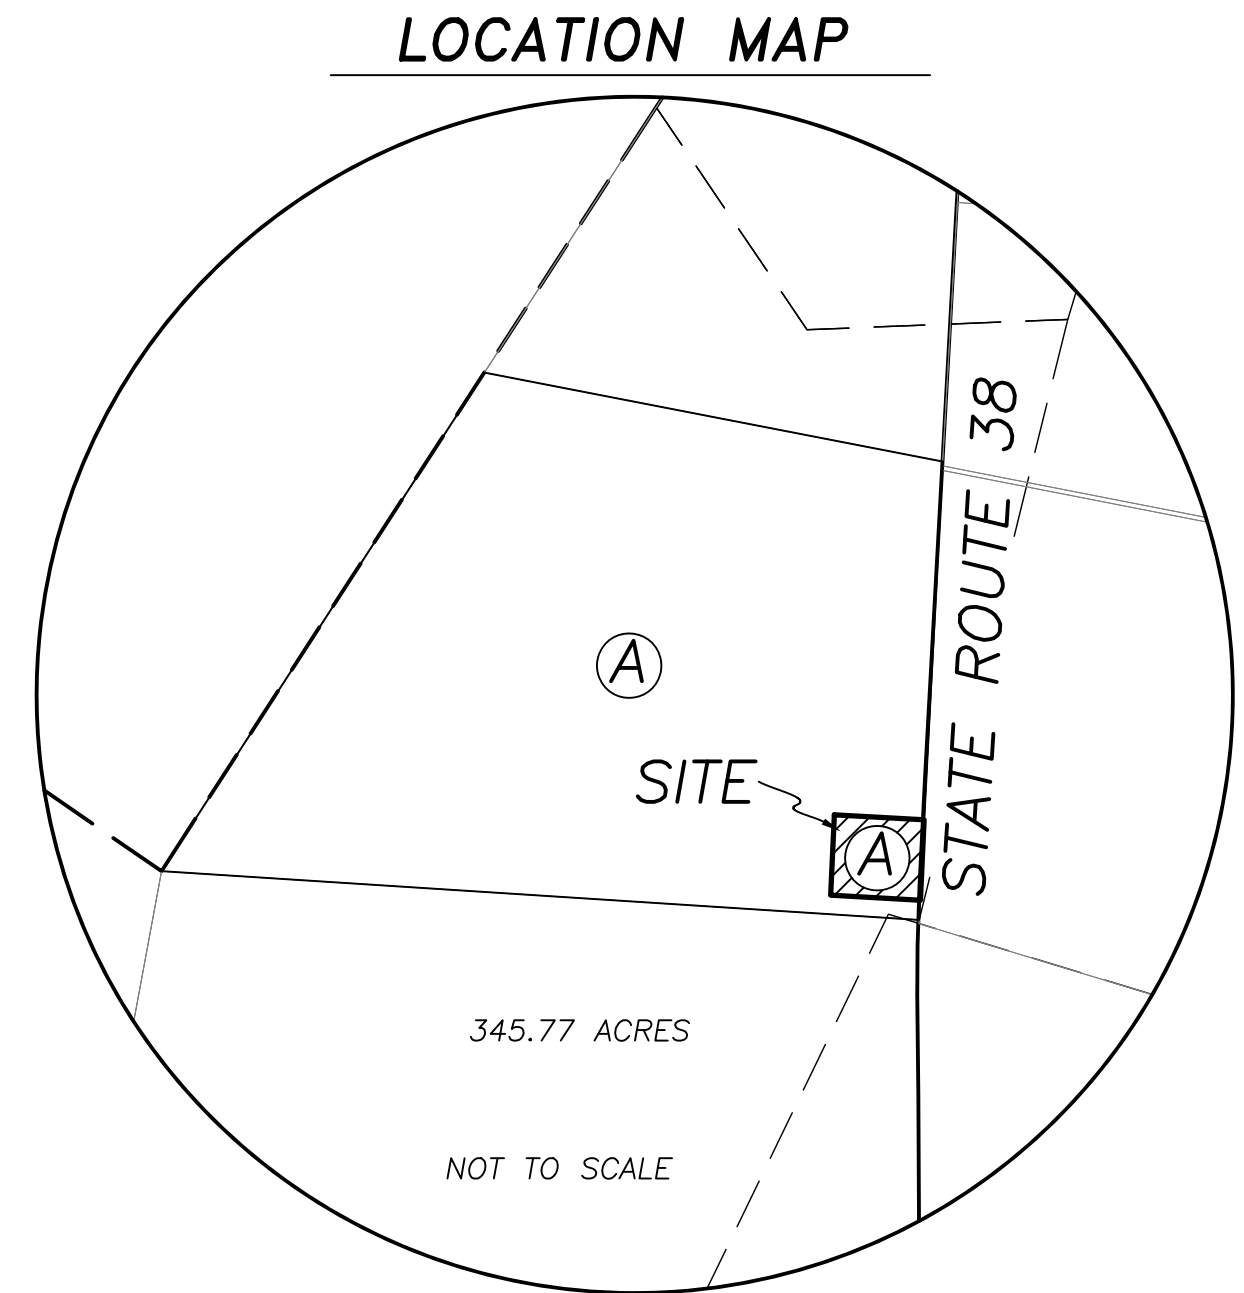 LOCATION MAP
STATE ROUTE 38
A
SITE
A
345.77 ACRES
NOT TO SCALE